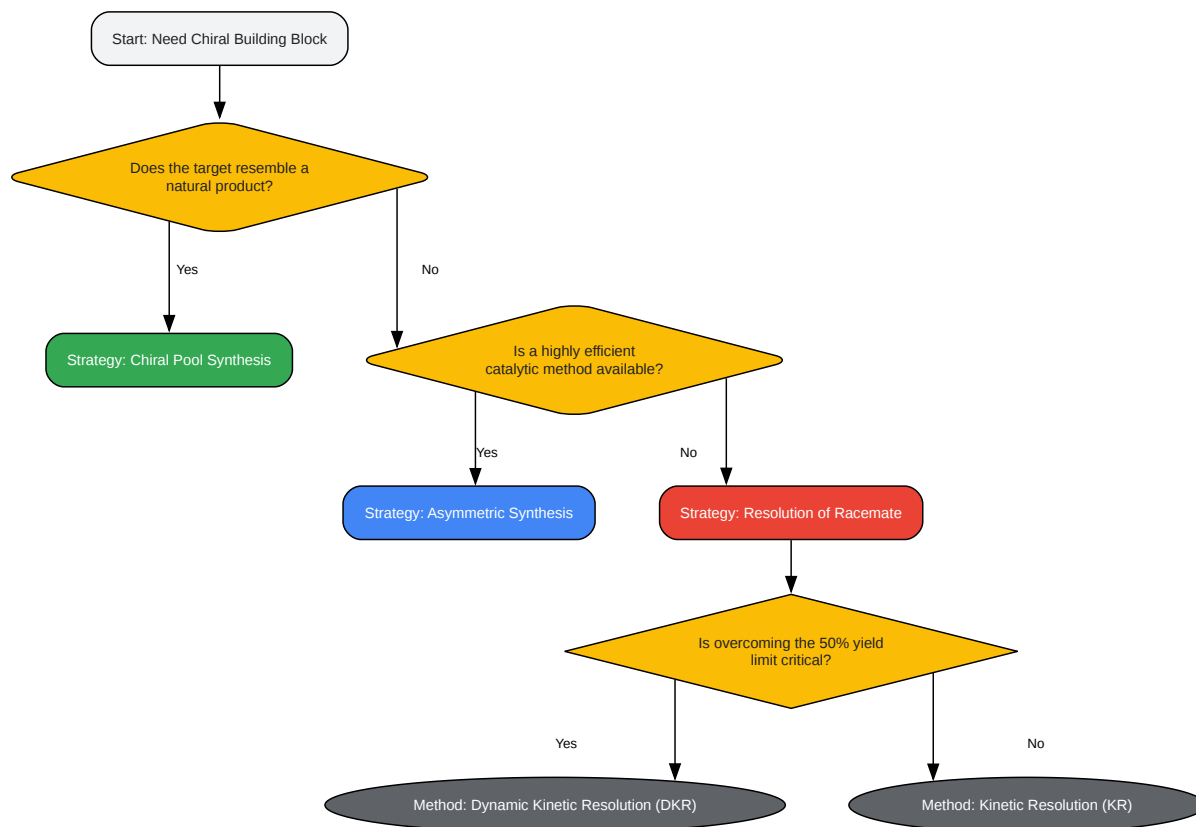 Start: Need Chiral Building Block
Does the target resemble a
natural product?
Yes
No
Strategy: Chiral Pool Synthesis
Is a highly efficient
catalytic method available?
Yes
No
Strategy: Asymmetric Synthesis
Strategy: Resolution of Racemate
Is overcoming the 50% yield
limit critical?
Yes
No
Method: Dynamic Kinetic Resolution (DKR)
Method: Kinetic Resolution (KR)